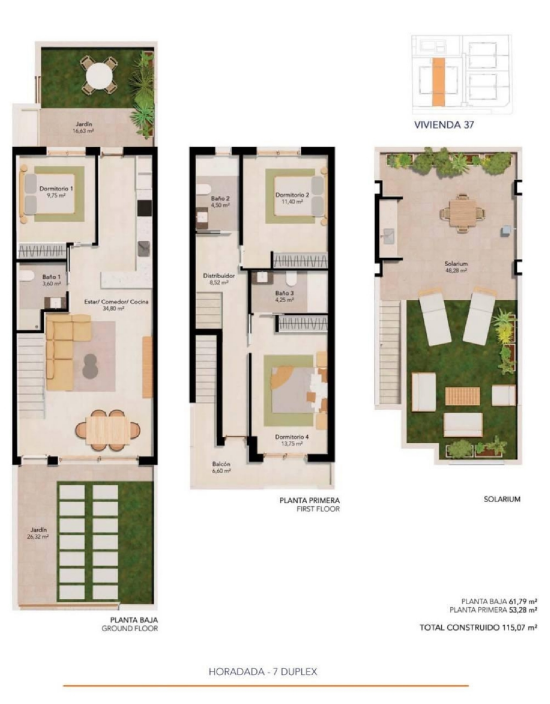 VIVIENDA 37
Jardín
16,63 m²
Dormitorio 1
9,75 m²
Baño 1
3,60 m²
Estar/ Comedor/ Cocina
34,80 m²
Jardín
26,32 m²
PLANTA BAJA
GROUND FLOOR
Baño 2
4,50 m²
Dormitorio 2
11,40 m²
Distribuidor
8,52 m²
Baño 3
4,25 m²
Dormitorio 4
13,75 m²
Balcón
6,60 m²
PLANTA PRIMERA
FIRST FLOOR
Solarium
48,28 m²
SOLARIUM
PLANTA BAJA 61,79 m²
PLANTA PRIMERA 53,28 m²
TOTAL CONSTRUIDO 115,07 m²
HORADADA - 7 DUPLEX